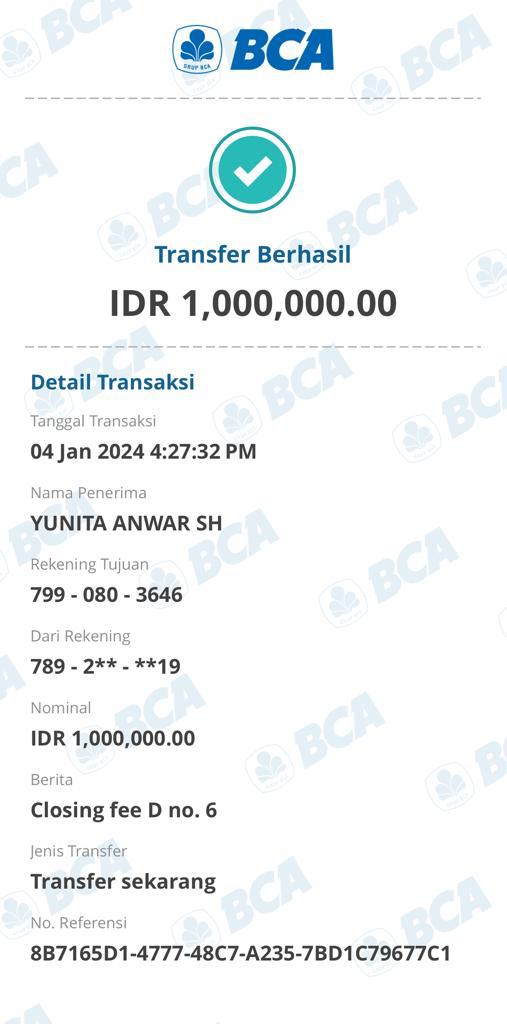 GRUP BCA
BCA
Transfer Berhasil
IDR 1,000,000.00
Detail Transaksi
Tanggal Transaksi
04 Jan 2024 4:27:32 PM
Nama Penerima
YUNITA ANWAR SH
Rekening Tujuan
799 - 080 - 3646
Dari Rekening
789 - 2** - **19
Nominal
IDR 1,000,000.00
Berita
Closing fee D no. 6
Jenis Transfer
Transfer sekarang
No. Referensi
8B7165D1-4777-48C7-A235-7BD1C79677C1